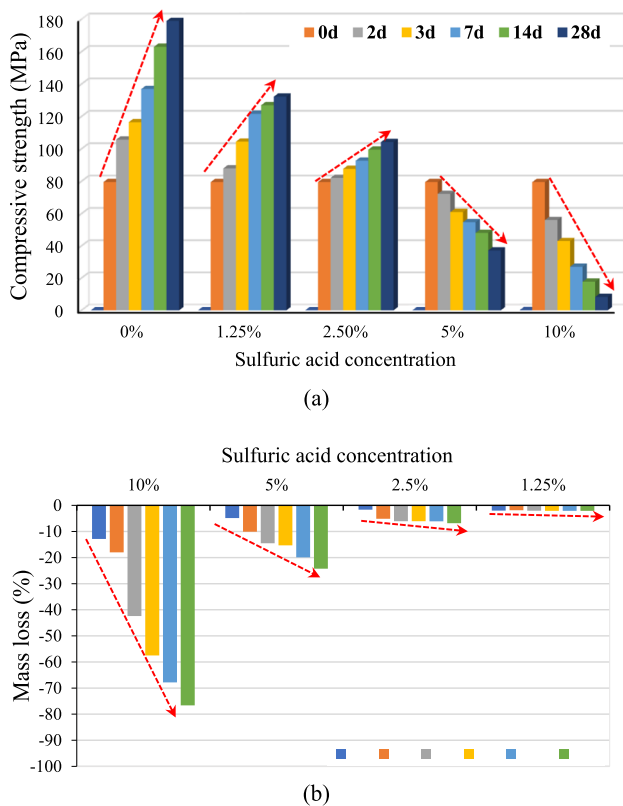 180
160
140
120
100
80
60
40
20
0
Compressive strength (MPa)
0d 2d 3d 7d 14d 28d
0% 1.25% 2.50% 5% 10%
Sulfuric acid concentration
(a)
Sulfuric acid concentration
10% 5% 2.5% 1.25%
0
-10
-20
-30
-40
-50
-60
-70
-80
-90
-100
Mass loss (%)
(b)